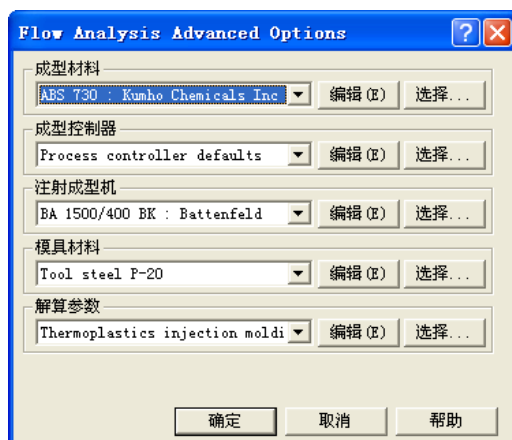 Flow Analysis Advanced Options
成型材料
ABS 730 : Kumho Chemicals Inc 编辑(E) 选择...
成型控制器
Process controller defaults 编辑(E) 选择...
注射成型机
BA 1500/400 BK : Battenfeld 编辑(E) 选择...
模具材料
Tool steel P-20 编辑(E) 选择...
解算参数
Thermoplastics injection moldi 编辑(E) 选择...
确定 取消 帮助